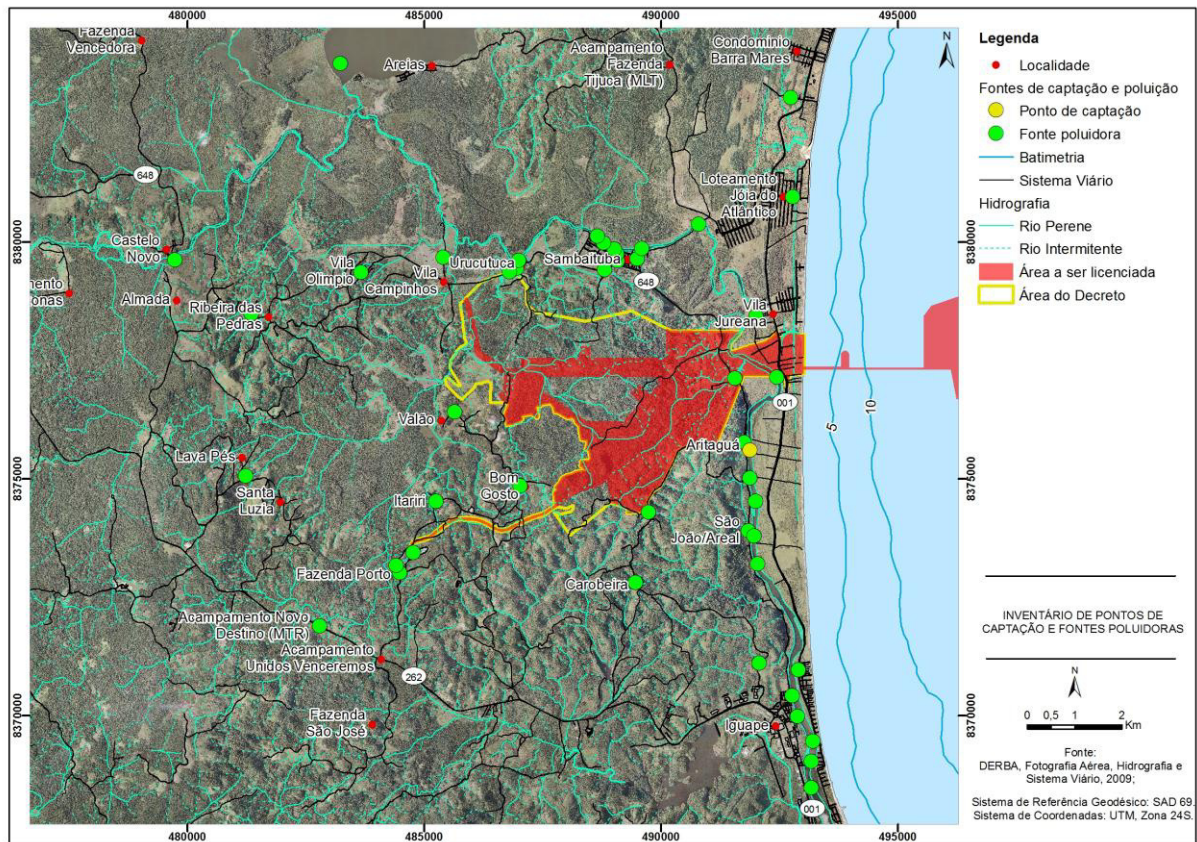 480000
485000
490000
495000
Fazenda
Vencedora
Areias
Acampamento
Fazenda
Tijuca (MLT)
Condominio
Barra Mares
N
648
Loteamento
Jóia do
Atlântico
8380000
8380000
Castelo
Novo
Vila
Olimpio
Urucutuca
Sambaituba
Vila
Campinhos
648
Almada
Ribeira das
Pedras
Vila
Jureana
001
Valão
5
10
Aritaguá
Lava Pés
8375000
8375000
Santa
Luzia
Itariri
Bom
Gosto
São
João/Areal
Fazenda Porto
Carobeira
Acampamento Novo
Destino (MTR)
Acampamento
Unidos Venceremos
262
8370000
8370000
Fazenda
São José
Iguape
001
480000
485000
490000
495000
Legenda
Localidade
Fontes de captação e poluição
Ponto de captação
Fonte poluidora
Batimetria
Sistema Viário
Hidrografia
Rio Perene
Rio Intermitente
Área a ser licenciada
Área do Decreto
INVENTÁRIO DE PONTOS DE
CAPTAÇÃO E FONTES POLUIDORAS
N
0 0,5 1 2
Km
Fonte:
DERBA, Fotografia Aérea, Hidrografia e
Sistema Viário, 2009;
Sistema de Referência Geodésico: SAD 69.
Sistema de Coordenadas: UTM, Zona 24S.